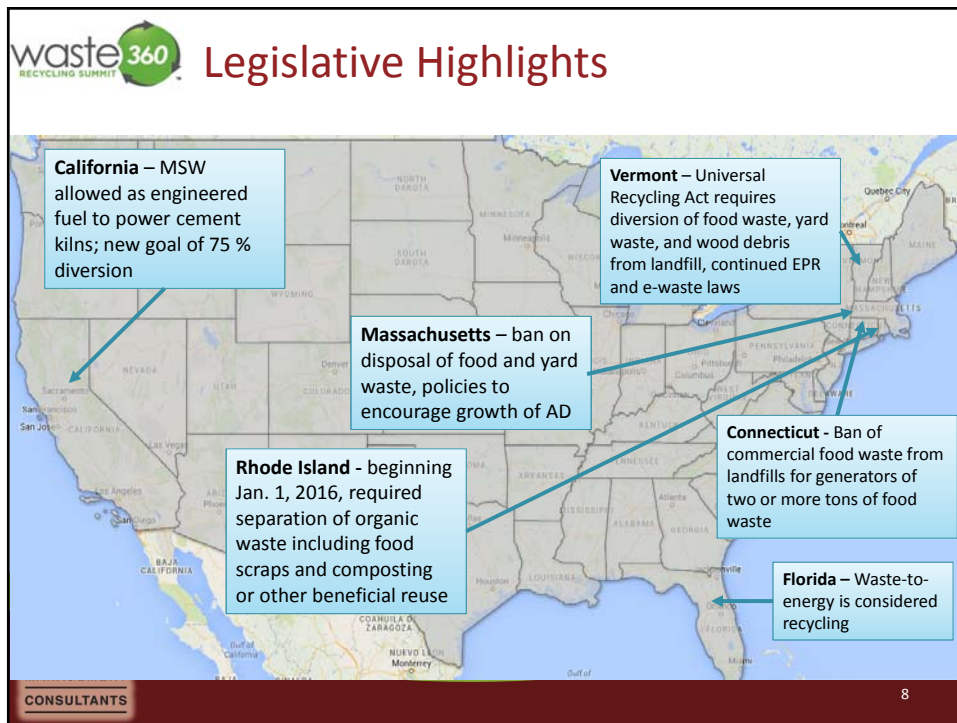 waste 360
RECYCLING SUMMIT
Legislative Highlights
California – MSW
allowed as engineered
fuel to power cement
kilns; new goal of 75 %
diversion
Vermont – Universal
Recycling Act requires
diversion of food waste, yard
waste, and wood debris
from landfill, continued EPR
and e-waste laws
Massachusetts – ban on
disposal of food and yard
waste, policies to
encourage growth of AD
Connecticut - Ban of
commercial food waste from
landfills for generators of
two or more tons of food
waste
Rhode Island - beginning
Jan. 1, 2016, required
separation of organic
waste including food
scraps and composting
or other beneficial reuse
Florida – Waste-to-
energy is considered
recycling
NORTH
DAKOTA
MINNESOTA
Minneapolis
SOUTH
DAKOTA
WYOMING
Quebec City
MAINE
MASSACHUSETTS
Chicago
Cleveland
PENNSYLVANIA
Pittsburgh
Philadelphia
Columbus
DELAWARE
NEVADA
UTAH
Denver
COLORADO
Sacramento
San Francisco
San Jose
CALIFORNIA
Las Vegas
Los Angeles
San Diego
KENTUCKY
TENNESSEE
ARKANSAS
MISSISSIPPI
ALABAMA
Atlanta
GEORGIA
BAJA
CALIFORNIA
Houston
LOUISIANA
Orlando
FLORIDA
Miami
COAHUILA DE
ZARAGOZA
Gulf of
California
NUEVO LEON
Monterrey
Gulf of
CONSULTANTS
8